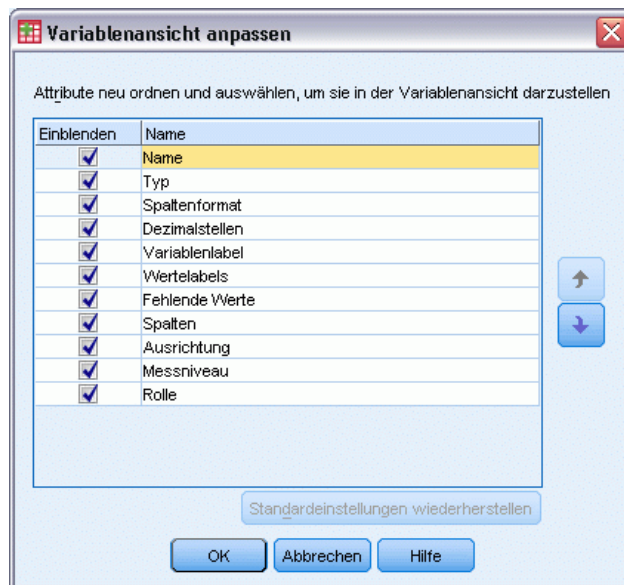 Variablenansicht anpassen
Attribute neu ordnen und auswählen, um sie in der Variablenansicht darzustellen
Einblenden Name
Name
Typ
Spaltenformat
Dezimalstellen
Variablenlabel
Wertelabels
Fehlende Werte
Spalten
Ausrichtung
Messniveau
Rolle
Standardeinstellungen wiederherstellen
OK Abbrechen Hilfe